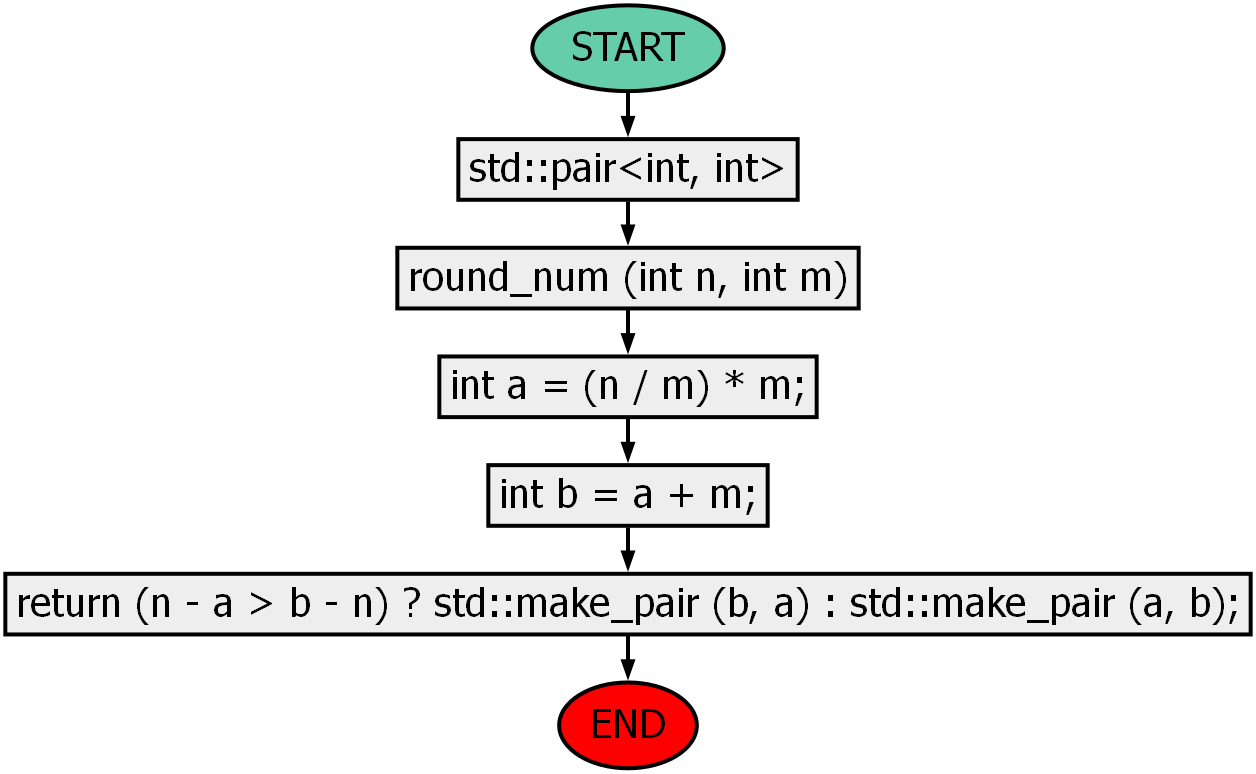 START
std::pair<int, int>
round_num (int n, int m)
int a = (n / m) * m;
int b = a + m;
return (n - a > b - n) ? std::make_pair (b, a) : std::make_pair (a, b);
END